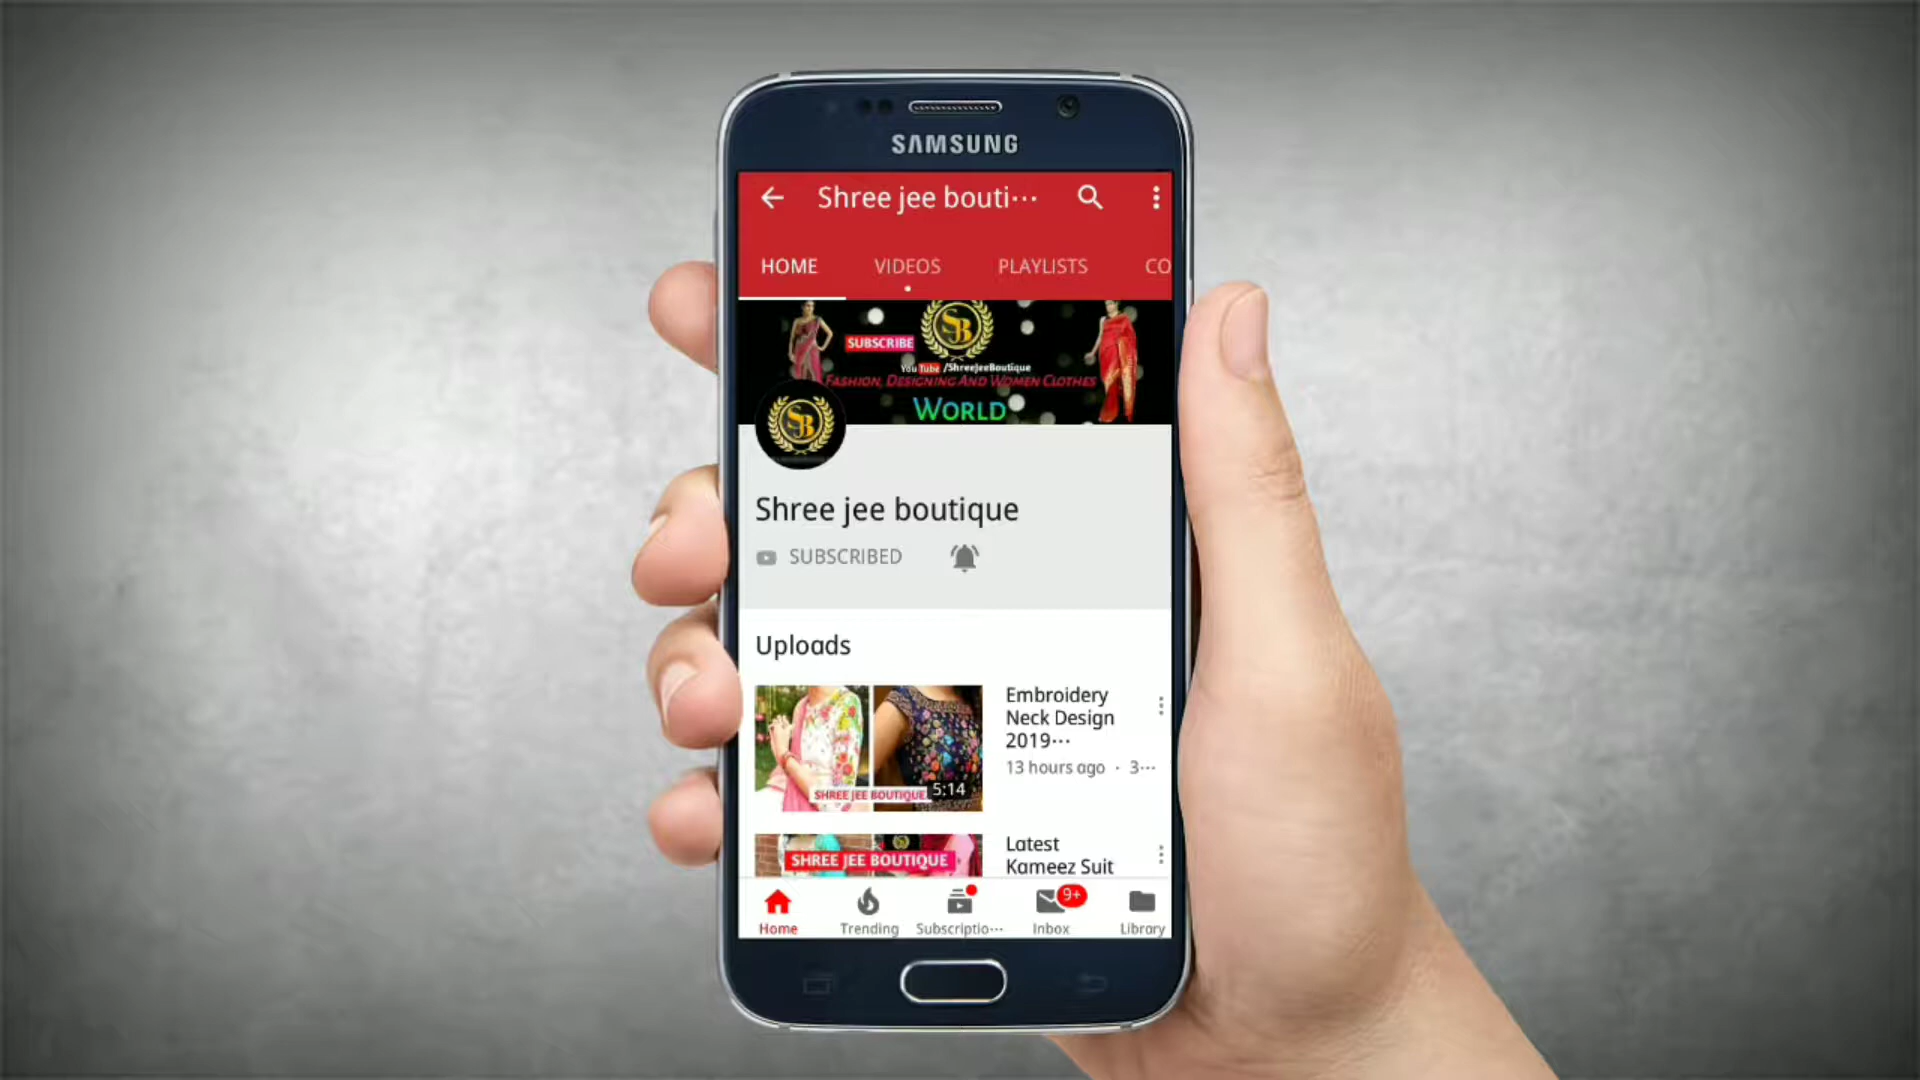 SAMSUNG
Shree jee bouti...
HOME VIDEOS PLAYLISTS CO
SB
SUBSCRIBE
You Tube /ShreejeeBoutique
FASHION, DESIGNING AND WOMEN CLOTHES
WORLD
SB
Shree jee boutique
SUBSCRIBED
Uploads
Embroidery
Neck Design
2019...
13 hours ago · 3...
SHREE JEE BOUTIQUE
5:14
Latest
Kameez Suit
SHREE JEE BOUTIQUE
9+
Home Trending Subscriptio... Inbox Library